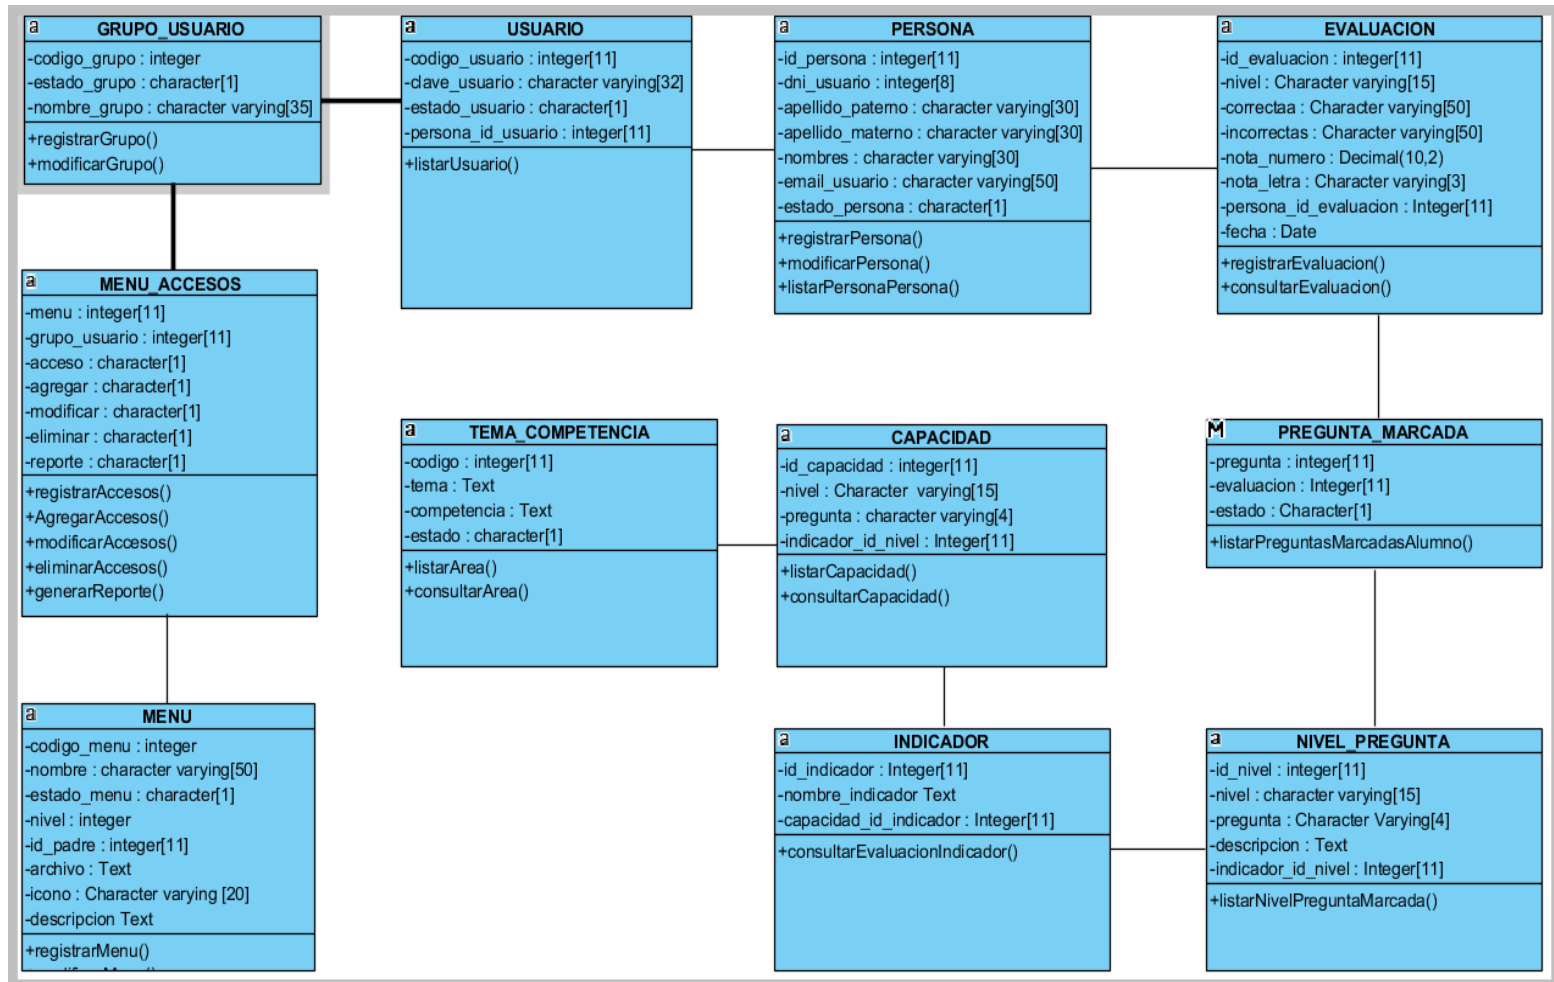 GRUPO_USUARIO
-codigo_grupo : integer
-estado_grupo : character[1]
-nombre_grupo : character varying[35]
+registrarGrupo()
+modificarGrupo()
USUARIO
-codigo_usuario : integer[11]
-clave_usuario : character varying[32]
-estado_usuario : character[1]
-persona_id_usuario : integer[11]
+listarUsuario()
PERSONA
-id_persona : integer[11]
-dni_usuario : integer[8]
-apellido_paterno : character varying[30]
-apellido_materno : character varying[30]
-nombres : character varying[30]
-email_usuario : character varying[50]
-estado_persona : character[1]
+registrarPersona()
+modificarPersona()
+listarPersonaPersona()
EVALUACION
-id_evaluacion : integer[11]
-nivel : Character varying[15]
-correctaa : Character varying[50]
-incorrectas : Character varying[50]
-nota_numero : Decimal(10,2)
-nota_letra : Character varying[3]
-persona_id_evaluacion : Integer[11]
-fecha : Date
+registrarEvaluacion()
+consultarEvaluacion()
MENU_ACCESOS
-menu : integer[11]
-grupo_usuario : integer[11]
-acceso : character[1]
-agregar : character[1]
-modificar : character[1]
-eliminar : character[1]
-reporte : character[1]
+registrarAccesos()
+AgregarAccesos()
+modificarAccesos()
+eliminarAccesos()
+generarReporte()
TEMA_COMPETENCIA
-codigo : integer[11]
-tema : Text
-competencia : Text
-estado : character[1]
+listarArea()
+consultarArea()
CAPACIDAD
-id_capacidad : integer[11]
-nivel : Character varying[15]
-pregunta : character varying[4]
-indicador_id_nivel : Integer[11]
+listarCapacidad()
+consultarCapacidad()
PREGUNTA_MARCADA
-pregunta : integer[11]
-evaluacion : Integer[11]
-estado : Character[1]
+listarPreguntasMarcadasAlumno()
MENU
-codigo_menu : integer
-nombre : character varying[50]
-estado_menu : character[1]
-nivel : integer
-id_padre : integer[11]
-archivo : Text
-icono : Character varying [20]
-descripcion Text
+registrarMenu()
INDICADOR
-id_indicador : Integer[11]
-nombre_indicador Text
-capacidad_id_indicador : Integer[11]
+consultarEvaluacionIndicador()
NIVEL_PREGUNTA
-id_nivel : integer[11]
-nivel : character varying[15]
-pregunta : Character Varying[4]
-descripcion : Text
-indicador_id_nivel : Integer[11]
+listarNivelPreguntaMarcada()